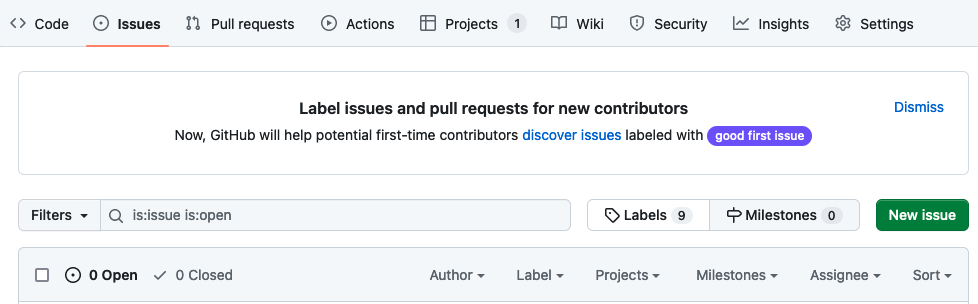 Code Issues Pull requests Actions Projects 1 Wiki Security Insights Settings
Label issues and pull requests for new contributors
Dismiss
Now, GitHub will help potential first-time contributors discover issues labeled with good first issue
Filters is:issue is:open Labels 9 Milestones 0 New issue
0 Open 0 Closed Author Label Projects Milestones Assignee Sort